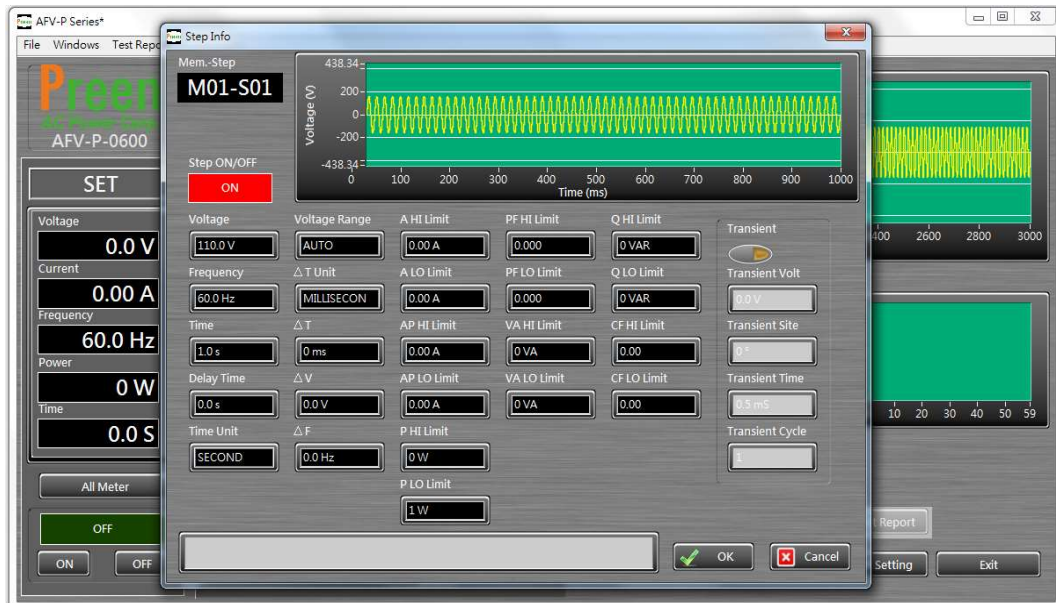 AFV-P Series*
File Windows Test Repo
Preen
AFV-P-0600
SET
Voltage
0.0 V
Current
0.00 A
Frequency
60.0 Hz
Power
0 W
Time
0.0 S
All Meter
OFF
ON OFF
Step Info
Mem.-Step
M01-S01
Step ON/OFF
ON
Voltage (V)
438.34
200
0
-200
-438.34
0 100 200 300 400 500 600 700 800 900 1000
Time (ms)
Voltage Voltage Range A HI Limit PF HI Limit Q HI Limit
110.0 V AUTO 0.00 A 0.000 0 VAR
Frequency △ T Unit A LO Limit PF LO Limit Q LO Limit
60.0 Hz MILLISECON 0.00 A 0.000 0 VAR
Time △ T AP HI Limit VA HI Limit CF HI Limit
1.0 s 0 ms 0.00 A 0 VA 0.00
Delay Time △ V AP LO Limit VA LO Limit CF LO Limit
0.0 s 0.0 V 0.00 A 0 VA 0.00
Time Unit △ F P HI Limit
SECOND 0.0 Hz 0 W
P LO Limit
1 W
Transient
Transient Volt
0.0 V
Transient Site
0 °
Transient Time
0.5 mS
Transient Cycle
1
OK Cancel
400 2600 2800 3000
10 20 30 40 50 59
Report
Setting Exit